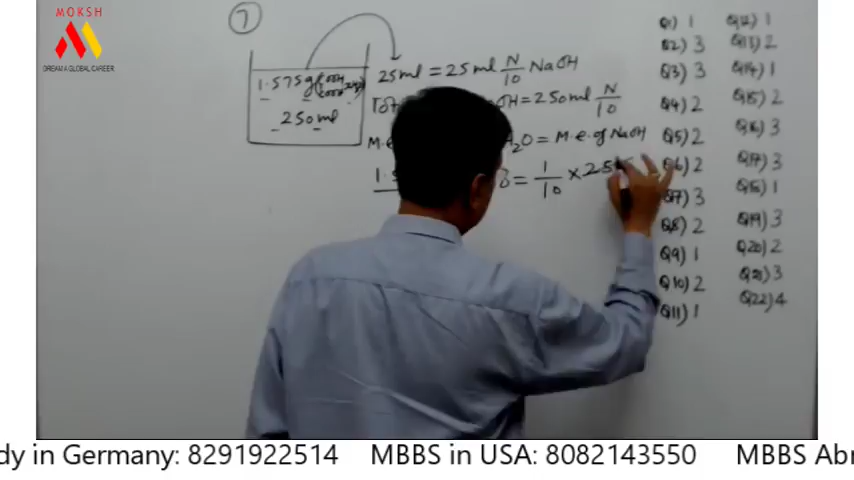 MOKSH
DREAM A GLOBAL CAREER
7
1.575g
250ml
25ml = 25ml N/10 NaOH
OH = 250ml N/10
M.e 2O = M.e. of NaOH
= 1/10 × 25
Q1) 1
Q2) 3
Q3) 3
Q4) 2
Q5) 2
Q6) 2
Q7) 3
Q8) 2
Q9) 1
Q10) 2
Q11) 1
Q12) 1
Q13) 2
Q14) 1
Q15) 2
Q16) 3
Q17) 3
Q18) 1
Q19) 3
Q20) 2
Q21) 3
Q22) 4
dy in Germany: 8291922514 MBBS in USA: 8082143550 MBBS Abr